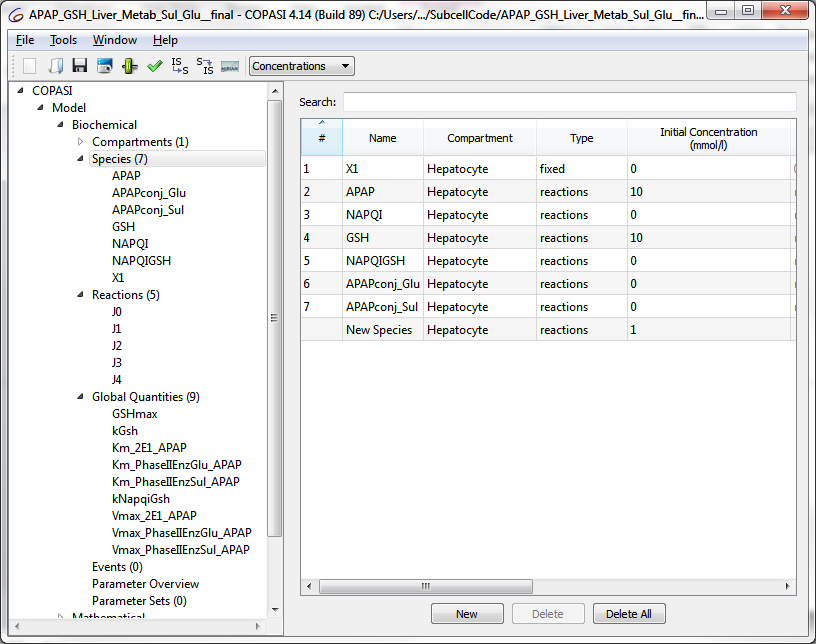 APAP_GSH_Liver_Metab_Sul_Glu__final - COPASI 4.14 (Build 89) C:/Users/.../SubcellCode/APAP_GSH_Liver_Metab_Sul_Glu__fin...
File Tools Window Help
Concentrations
COPASI
Model
Biochemical
Compartments (1)
Species (7)
APAP
APAPconj_Glu
APAPconj_Sul
GSH
NAPQI
NAPQIGSH
X1
Reactions (5)
J0
J1
J2
J3
J4
Global Quantities (9)
GSHmax
kGsh
Km_2E1_APAP
Km_PhaseIIEnzGlu_APAP
Km_PhaseIIEnzSul_APAP
kNapqiGsh
Vmax_2E1_APAP
Vmax_PhaseIIEnzGlu_APAP
Vmax_PhaseIIEnzSul_APAP
Events (0)
Parameter Overview
Parameter Sets (0)
Mathematical
Search:
# Name Compartment Type Initial Concentration
(mmol/l)
1 X1 Hepatocyte fixed 0
2 APAP Hepatocyte reactions 10
3 NAPQI Hepatocyte reactions 0
4 GSH Hepatocyte reactions 10
5 NAPQIGSH Hepatocyte reactions 0
6 APAPconj_Glu Hepatocyte reactions 0
7 APAPconj_Sul Hepatocyte reactions 0
New Species Hepatocyte reactions 1
New Delete Delete All